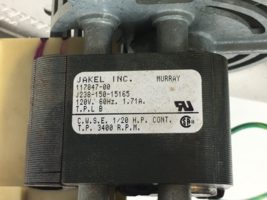 JAKEL INC. MURRAY
117847-00
J238-150-15165
120V. 60Hz. 1.71A.
T.P.L B
C.W.S.E. 1/20 H.P. CONT.
T.P. 3400 R.P.M.